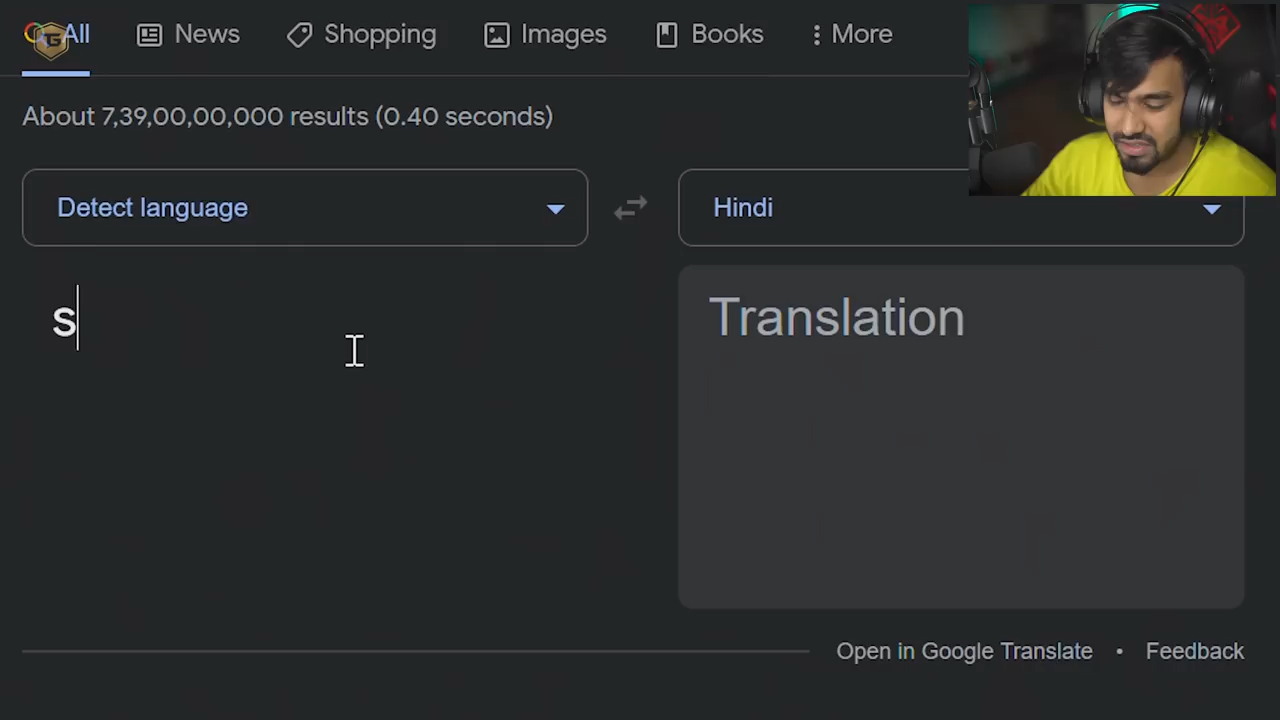 All News Shopping Images Books More
About 7,39,00,00,000 results (0.40 seconds)
Detect language Hindi
s Translation
Open in Google Translate • Feedback